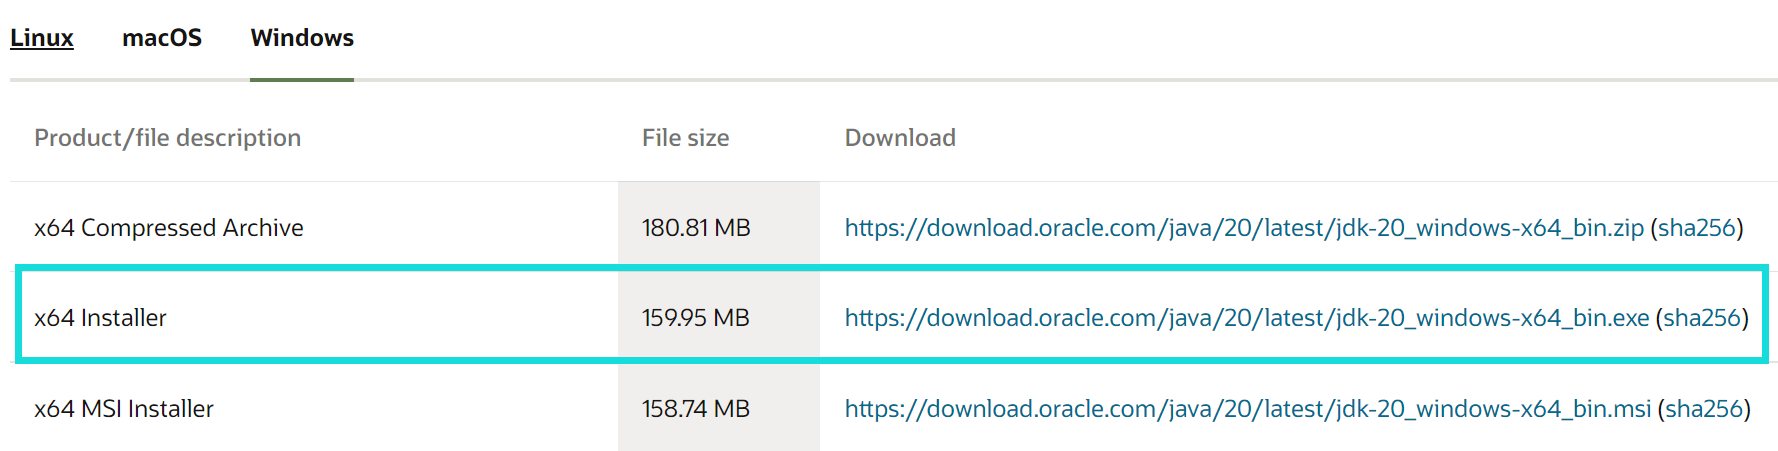 Linux macOS Windows
Product/file description File size Download
x64 Compressed Archive 180.81 MB https://download.oracle.com/java/20/latest/jdk-20_windows-x64_bin.zip (sha256)
x64 Installer 159.95 MB https://download.oracle.com/java/20/latest/jdk-20_windows-x64_bin.exe (sha256)
x64 MSI Installer 158.74 MB https://download.oracle.com/java/20/latest/jdk-20_windows-x64_bin.msi (sha256)